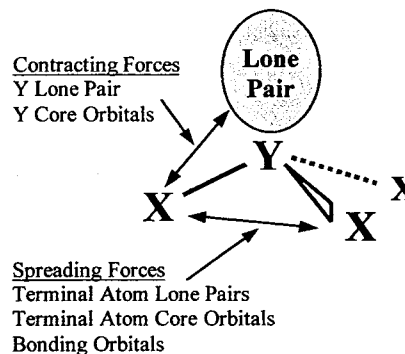 Contracting Forces
Y Lone Pair
Y Core Orbitals
Lone
Pair
Y
X
X
X
Spreading Forces
Terminal Atom Lone Pairs
Terminal Atom Core Orbitals
Bonding Orbitals